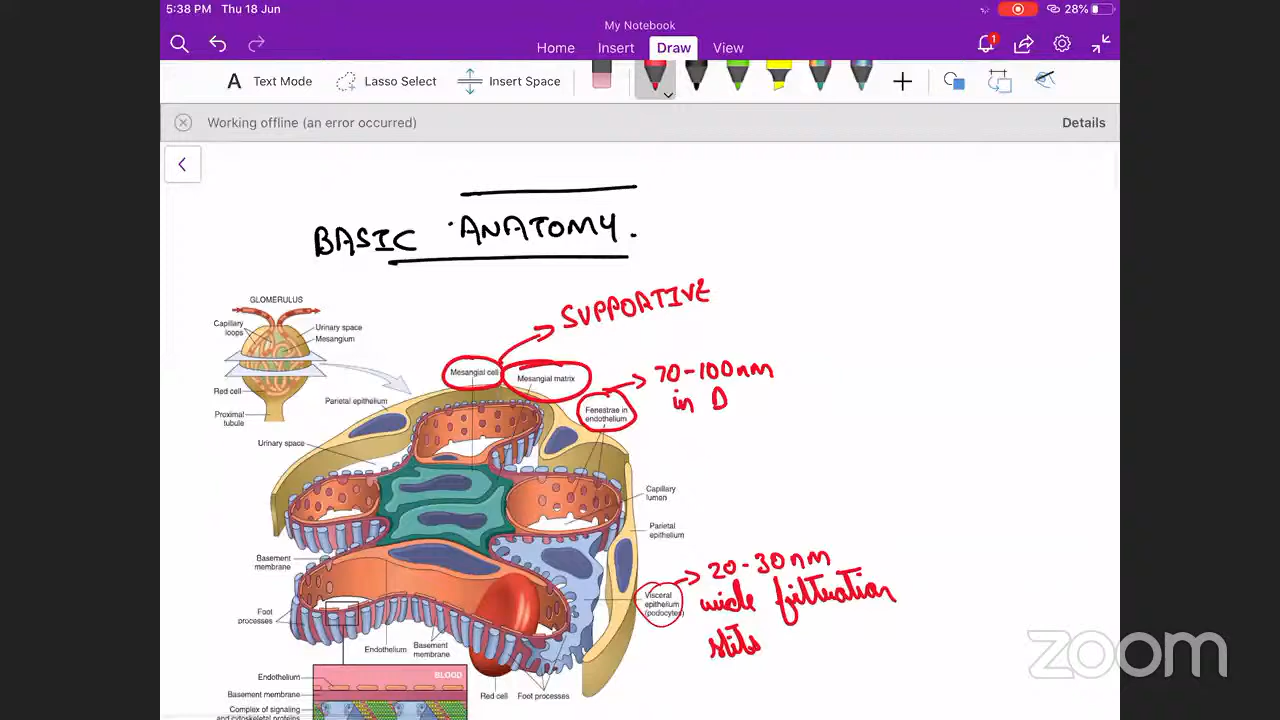 5:38 PM Thu 18 Jun
28%
My Notebook
Home Insert Draw View
1
A Text Mode Lasso Select Insert Space
Working offline (an error occurred) Details
BASIC ANATOMY.
SUPPORTIVE
GLOMERULUS
Capillary loops
Urinary space
Mesangium
Red cell
Proximal tubule
Parietal epithelium
Urinary space
Mesangial cell
Mesangial matrix
Fenestrae in endothelium
70-100nm
in D
Capillary lumen
Parietal epithelium
Basement membrane
Visceral epithelium (podocytes)
20-30nm
wide filtration
slits
Foot processes
Endothelium
Basement membrane
Red cell
Foot processes
BLOOD
Endothelium
Basement membrane
Complex of signaling
and cytoskeletal proteins
zoom